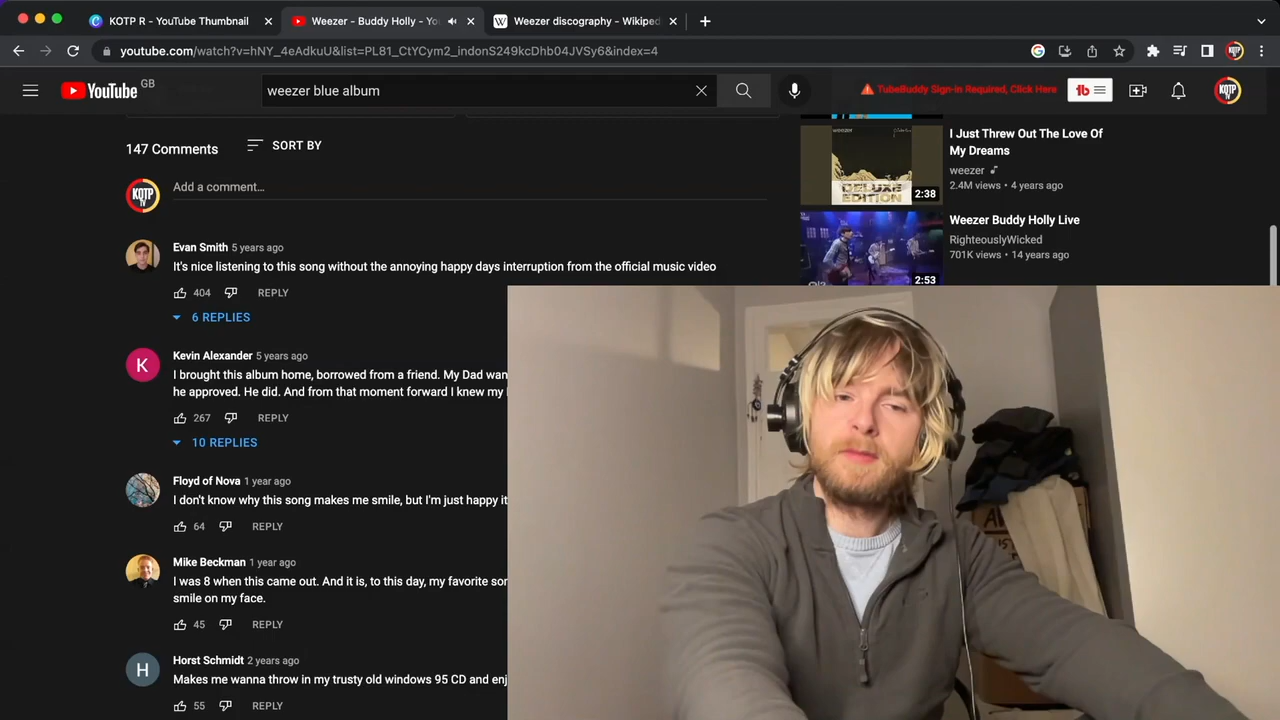 KOTP R - YouTube Thumbnail
Weezer - Buddy Holly - Yo
Weezer discography - Wikiped
youtube.com/watch?v=hNY_4eAdkuU&list=PL81_CtYCym2_indonS249kcDhb04JVSy6&index=4
YouTube GB
weezer blue album
TubeBuddy Sign-in Required, Click Here
tb
KOTP
147 Comments
SORT BY
KOTP
Add a comment...
Evan Smith 5 years ago
It's nice listening to this song without the annoying happy days interruption from the official music video
404 REPLY
6 REPLIES
K
Kevin Alexander 5 years ago
I brought this album home, borrowed from a friend. My Dad wan
he approved. He did. And from that moment forward I knew my
267 REPLY
10 REPLIES
Floyd of Nova 1 year ago
I don't know why this song makes me smile, but I'm just happy it
64 REPLY
Mike Beckman 1 year ago
I was 8 when this came out. And it is, to this day, my favorite so
smile on my face.
45 REPLY
H
Horst Schmidt 2 years ago
Makes me wanna throw in my trusty old windows 95 CD and enj
55 REPLY
DELUXE
EDITION
2:38
I Just Threw Out The Love Of
My Dreams
weezer
2.4M views • 4 years ago
2:53
Weezer Buddy Holly Live
RighteouslyWicked
701K views • 14 years ago